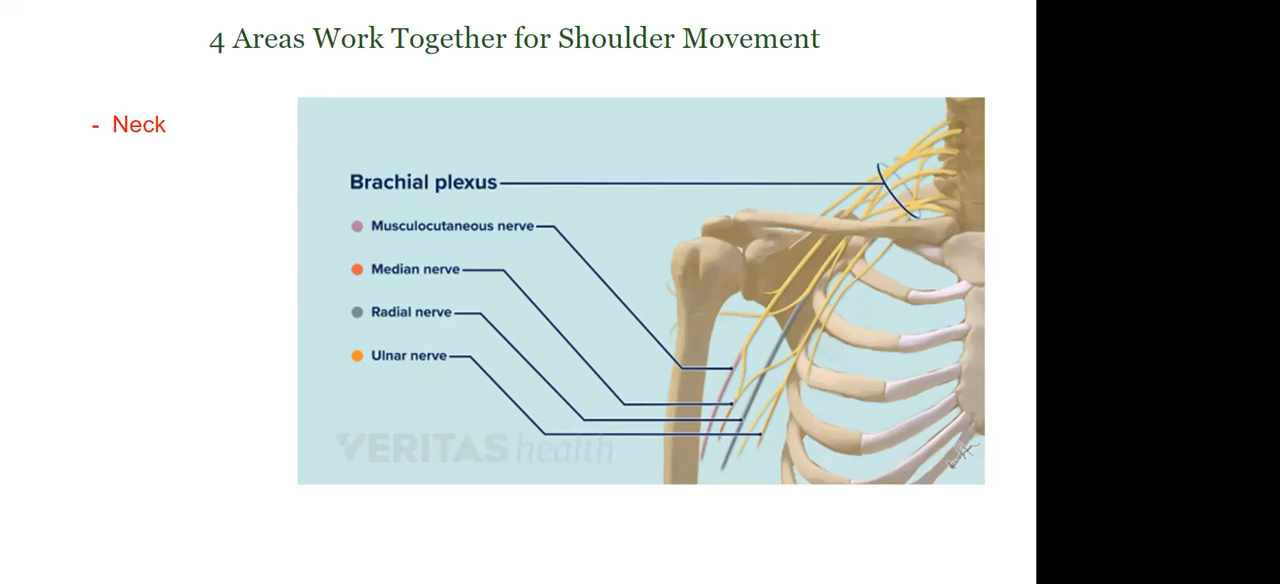 4 Areas Work Together for Shoulder Movement
- Neck
Brachial plexus
Musculocutaneous nerve
Median nerve
Radial nerve
Ulnar nerve
VERITAS health